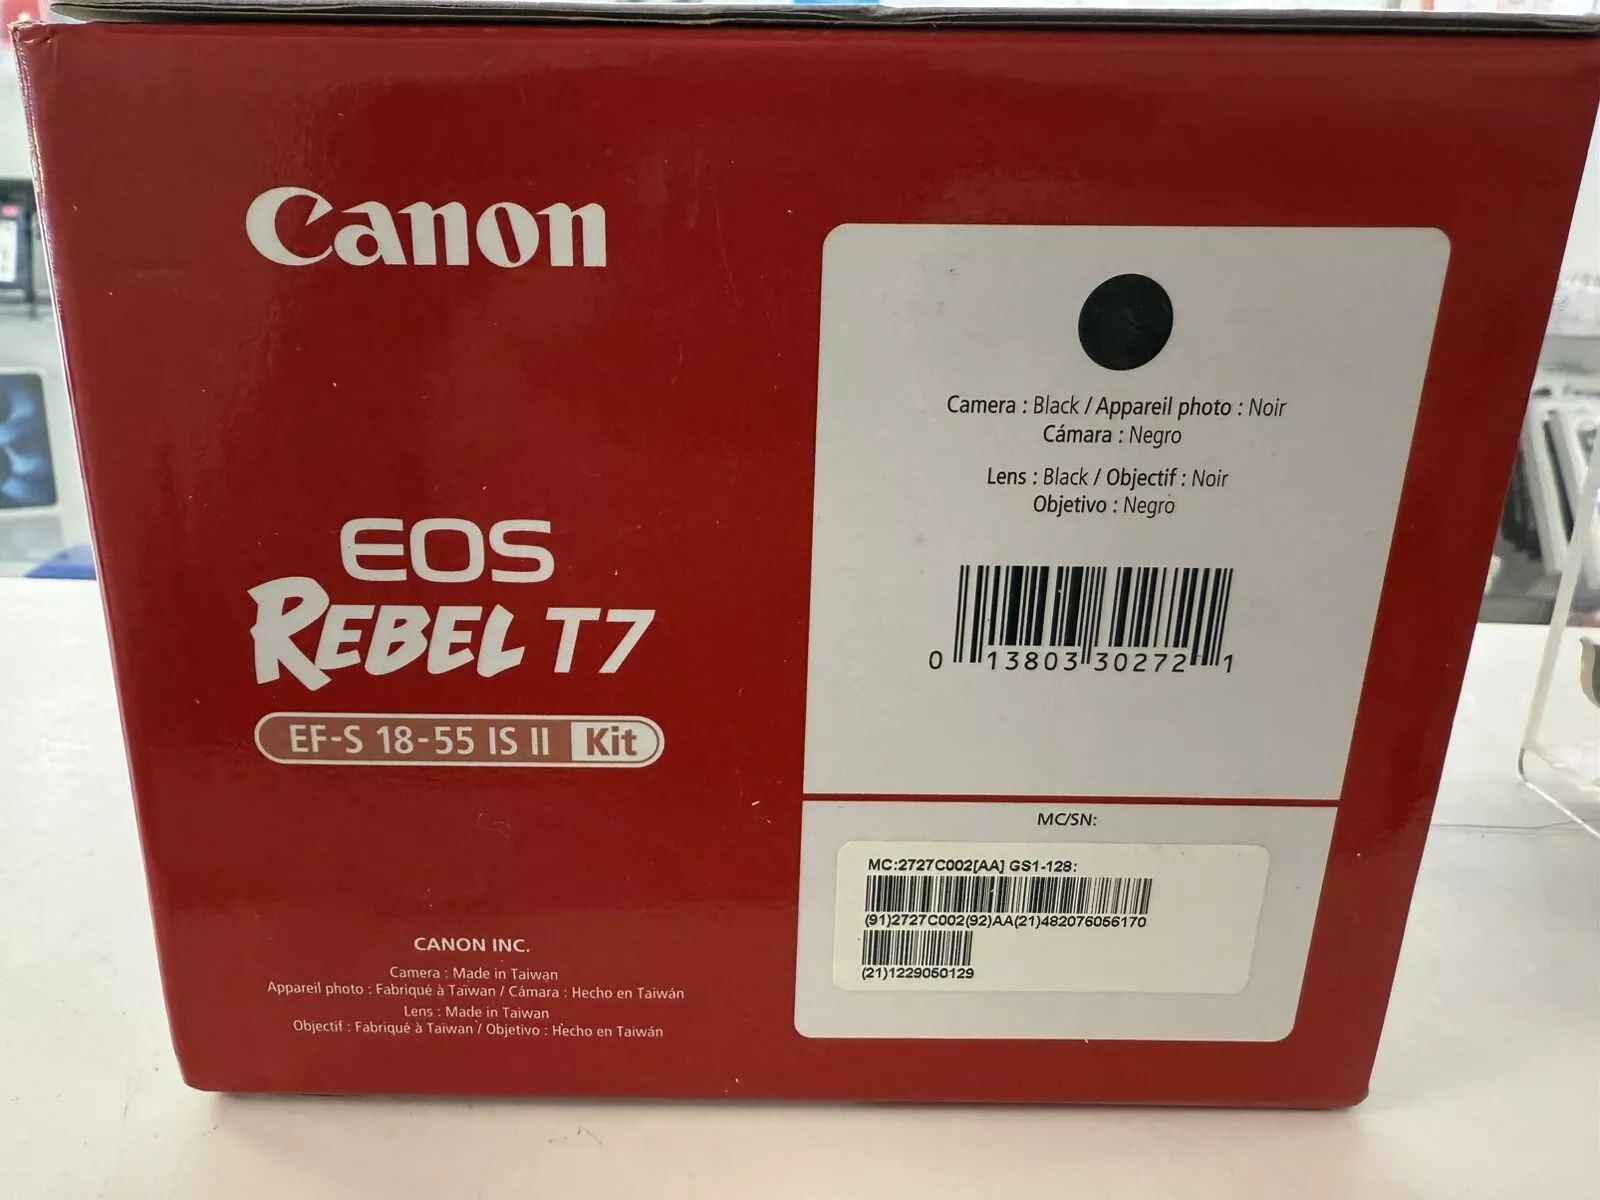 Canon
EOS
REBEL T7
EF-S 18-55 IS II Kit
CANON INC.
Camera : Made in Taiwan
Appareil photo : Fabriqué à Taïwan / Cámara : Hecho en Taiwán
Lens : Made in Taiwan
Objectif : Fabriqué à Taïwan / Objetivo : Hecho en Taiwán
Camera : Black / Appareil photo : Noir
Cámara : Negro
Lens : Black / Objectif : Noir
Objetivo : Negro
0 13803 30272 1
MC/SN:
MC:2727C002[AA] GS1-128:
(91)2727C002(92)AA(21)482076056170
(21)1229050129